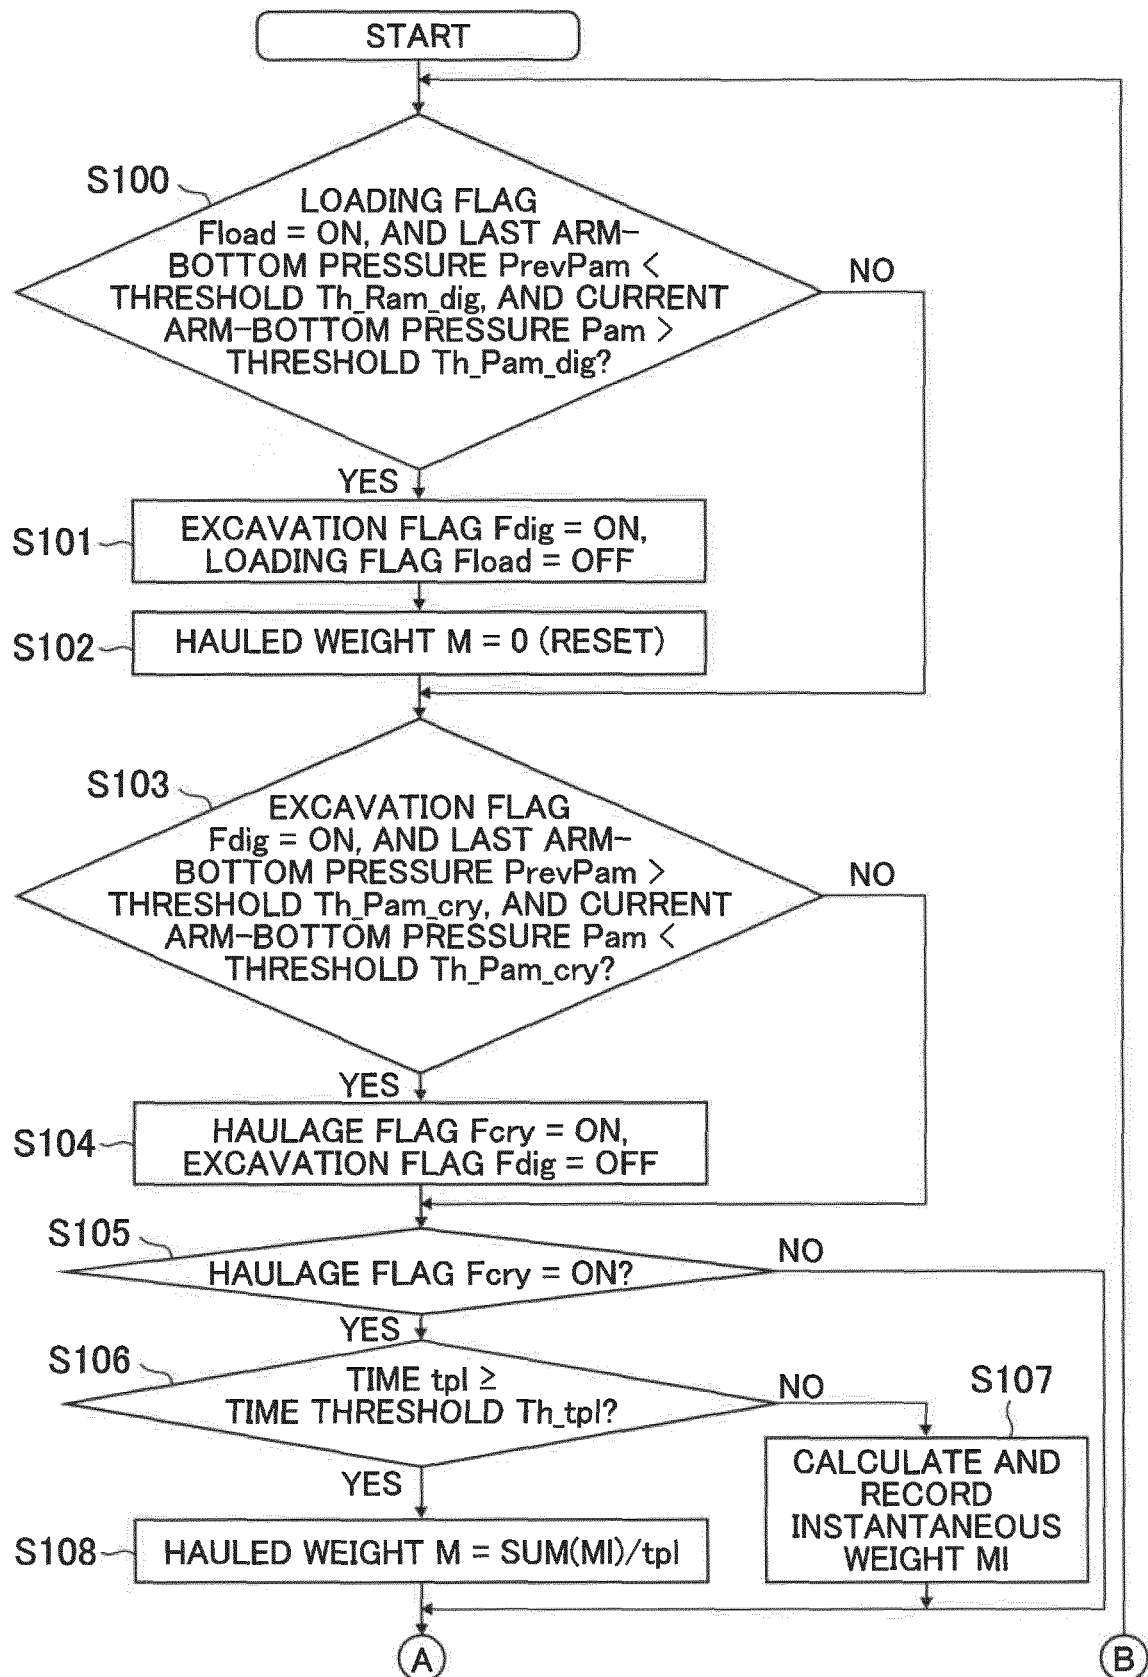 START
S100
LOADING FLAG
Fload = ON, AND LAST ARM-
BOTTOM PRESSURE PrevPam <
THRESHOLD Th_Ram_dig, AND CURRENT
ARM-BOTTOM PRESSURE Pam >
THRESHOLD Th_Pam_dig?
NO
YES
S101
EXCAVATION FLAG Fdig = ON,
LOADING FLAG Fload = OFF
S102
HAULED WEIGHT M = 0 (RESET)
S103
EXCAVATION FLAG
Fdig = ON, AND LAST ARM-
BOTTOM PRESSURE PrevPam >
THRESHOLD Th_Pam_cry, AND CURRENT
ARM-BOTTOM PRESSURE Pam <
THRESHOLD Th_Pam_cry?
NO
YES
S104
HAULAGE FLAG Fcry = ON,
EXCAVATION FLAG Fdig = OFF
S105
HAULAGE FLAG Fcry = ON?
NO
YES
S106
TIME tpl ≥
TIME THRESHOLD Th_tpl?
NO
S107
CALCULATE AND
RECORD
INSTANTANEOUS
WEIGHT Ml
YES
S108
HAULED WEIGHT M = SUM(Ml)/tpl
A
B